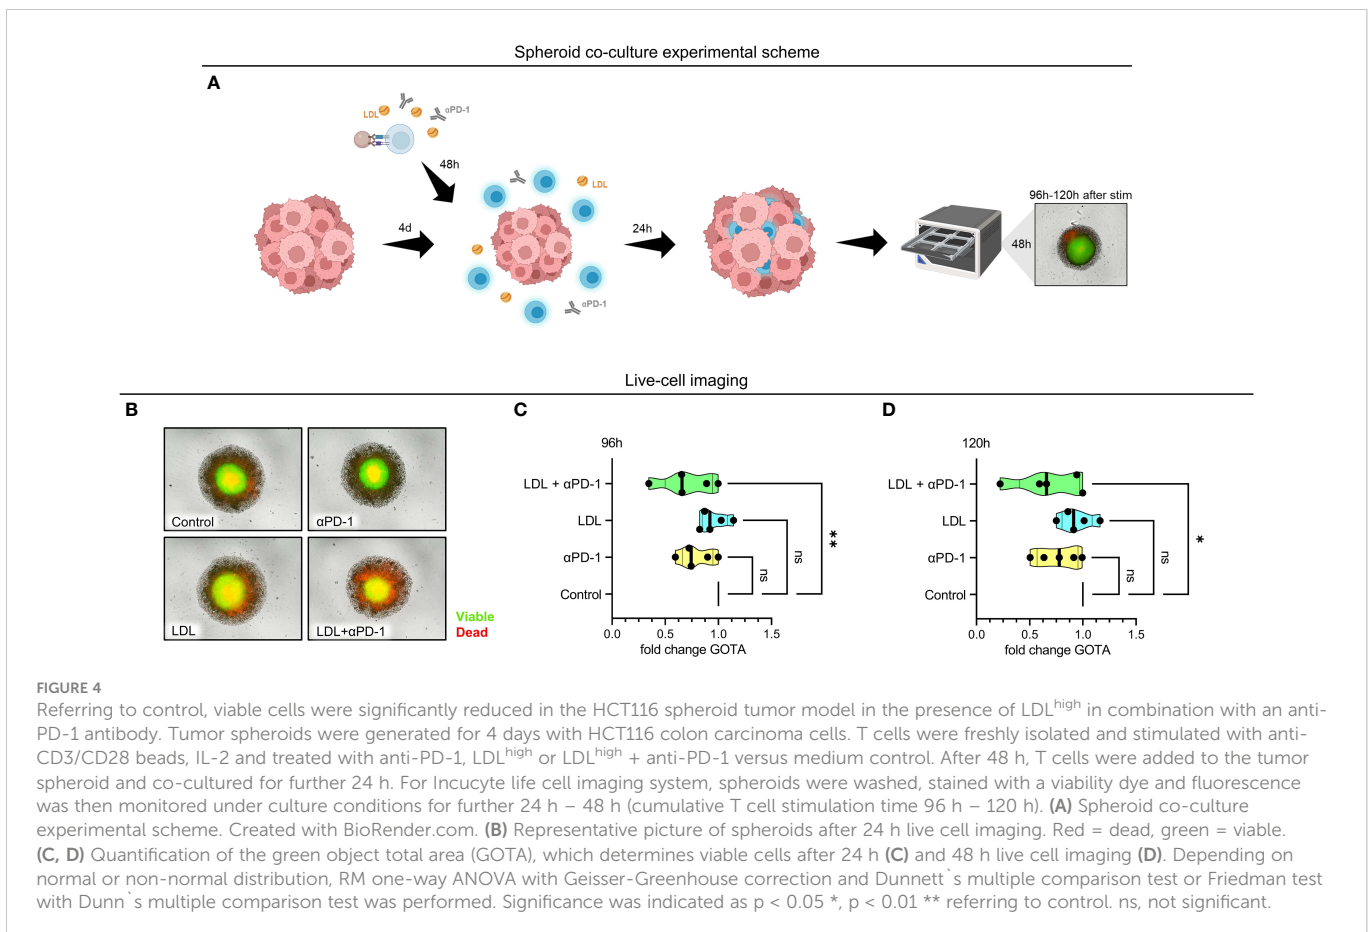 Spheroid co-culture experimental scheme
A
LDL
αPD-1
48h
LDL
4d
24h
αPD-1
96h-120h after stim
48h
Live-cell imaging
B
Control
αPD-1
LDL
LDL+αPD-1
Viable
Dead
C
96h
LDL + αPD-1
LDL
αPD-1
Control
ns
ns
**
0.0 0.5 1.0 1.5
fold change GOTA
D
120h
LDL + αPD-1
LDL
αPD-1
Control
ns
ns
*
0.0 0.5 1.0 1.5
fold change GOTA
FIGURE 4
Referring to control, viable cells were significantly reduced in the HCT116 spheroid tumor model in the presence of LDLhigh in combination with an anti-
PD-1 antibody. Tumor spheroids were generated for 4 days with HCT116 colon carcinoma cells. T cells were freshly isolated and stimulated with anti-
CD3/CD28 beads, IL-2 and treated with anti-PD-1, LDLhigh or LDLhigh + anti-PD-1 versus medium control. After 48 h, T cells were added to the tumor
spheroid and co-cultured for further 24 h. For Incucyte life cell imaging system, spheroids were washed, stained with a viability dye and fluorescence
was then monitored under culture conditions for further 24 h – 48 h (cumulative T cell stimulation time 96 h – 120 h). (A) Spheroid co-culture
experimental scheme. Created with BioRender.com. (B) Representative picture of spheroids after 24 h live cell imaging. Red = dead, green = viable.
(C, D) Quantification of the green object total area (GOTA), which determines viable cells after 24 h (C) and 48 h live cell imaging (D). Depending on
normal or non-normal distribution, RM one-way ANOVA with Geisser-Greenhouse correction and Dunnett`s multiple comparison test or Friedman test
with Dunn`s multiple comparison test was performed. Significance was indicated as p < 0.05 *, p < 0.01 ** referring to control. ns, not significant.